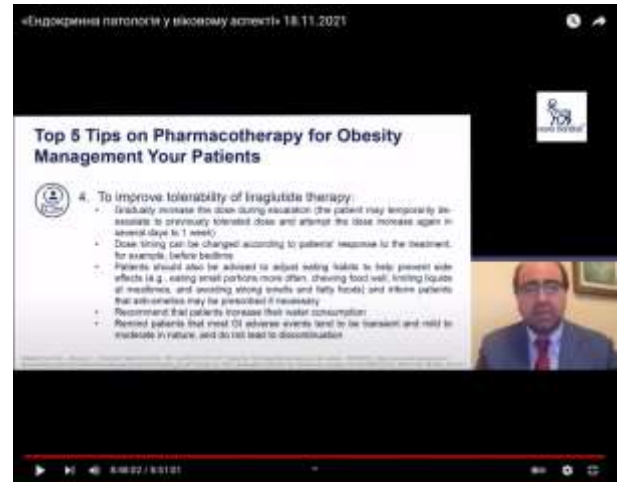 «Ендокринна патологія у віковому аспекті» 18.11.2021
novo nordisk
Top 5 Tips on Pharmacotherapy for Obesity
Management Your Patients
4. To improve tolerability of liraglutide therapy:
• Gradually increase the dose during escalation (the patient may temporarily de-
escalate to previously tolerated dose and attempt the dose increase again in
several days to 1 week)
• Dose timing can be changed according to patients' response to the treatment,
for example, before bedtime
• Patients should also be advised to adjust eating habits to help prevent side
effects (e.g., eating small portions more often, chewing food well, limiting liquids
at mealtimes, and avoiding strong smells and fatty foods) and inform patients
that anti-emetics may be prescribed if necessary
• Recommend that patients increase their water consumption
• Remind patients that most GI adverse events tend to be transient and mild to
moderate in nature, and do not lead to discontinuation